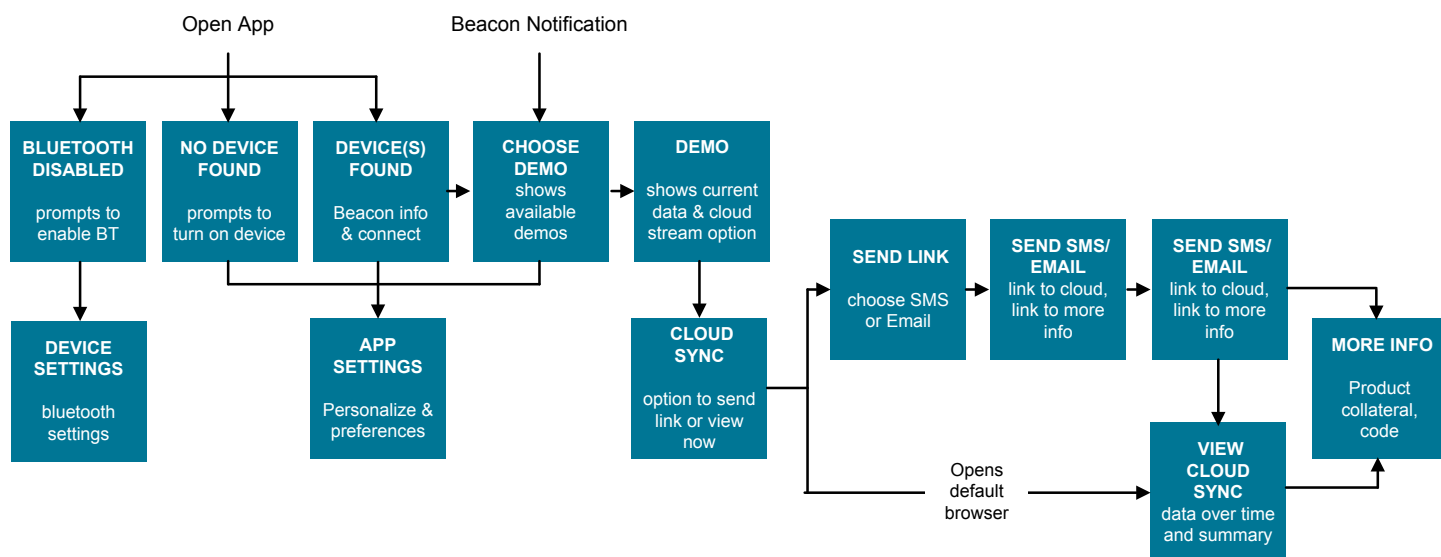 Open App
Beacon Notification
BLUETOOTH
DISABLED
prompts to
enable BT
NO DEVICE
FOUND
prompts to
turn on device
DEVICE(S)
FOUND
Beacon info
& connect
CHOOSE
DEMO
shows
available
demos
DEMO
shows current
data & cloud
stream option
DEVICE
SETTINGS
bluetooth
settings
APP
SETTINGS
Personalize &
preferences
CLOUD
SYNC
option to send
link or view
now
SEND LINK
choose SMS
or Email
SEND SMS/
EMAIL
link to cloud,
link to more
info
SEND SMS/
EMAIL
link to cloud,
link to more
info
MORE INFO
Product
collateral,
code
Opens
default
browser
VIEW
CLOUD
SYNC
data over time
and summary